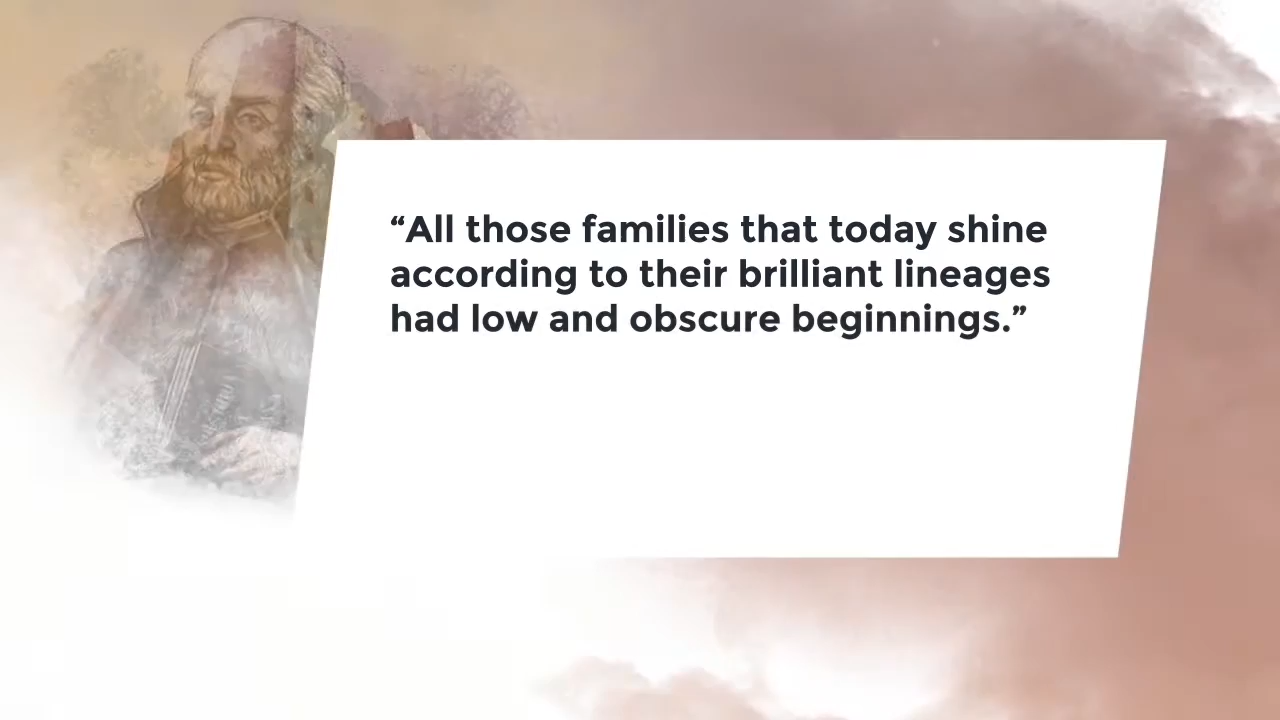 “All those families that today shine
according to their brilliant lineages
had low and obscure beginnings.”